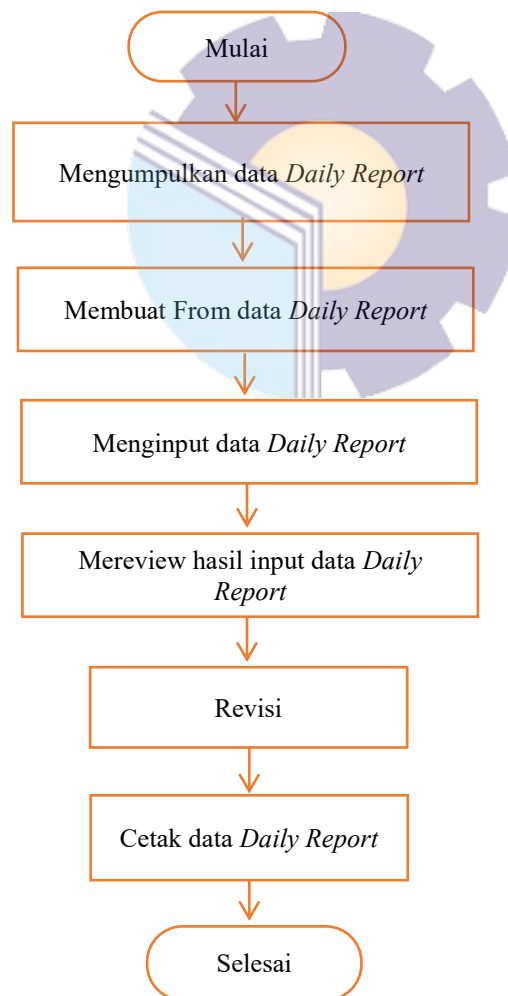 Mulai
Mengumpulkan data Daily Report
Membuat From data Daily Report
Menginput data Daily Report
Mereview hasil input data Daily
Report
Revisi
Cetak data Daily Report
Selesai